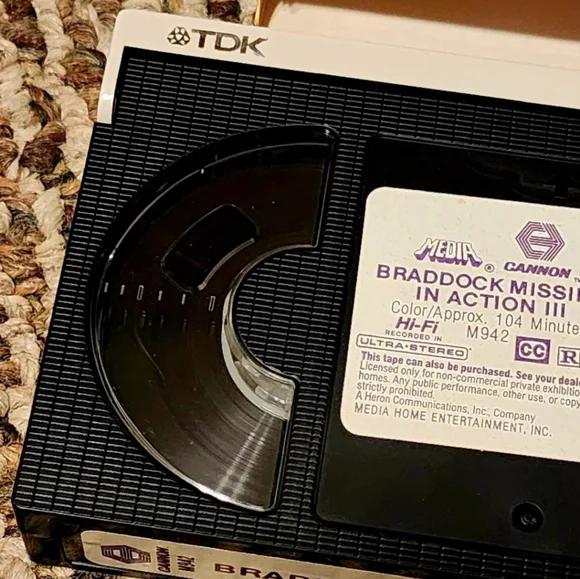 TDK
MEDIA ®
CANNON ™
BRADDOCK MISSI
IN ACTION III
Color/Approx. 104 Minute
Hi-Fi
M942
RECORDED IN
ULTRA★STEREO
CC R
This tape can also be purchased. See your deale
Licensed only for non-commercial private exhibitio
homes. Any public performance, other use, or copy
strictly prohibited.
A Heron Communications, Inc., Company
MEDIA HOME ENTERTAINMENT, INC.
CANNON
M942
BRADD